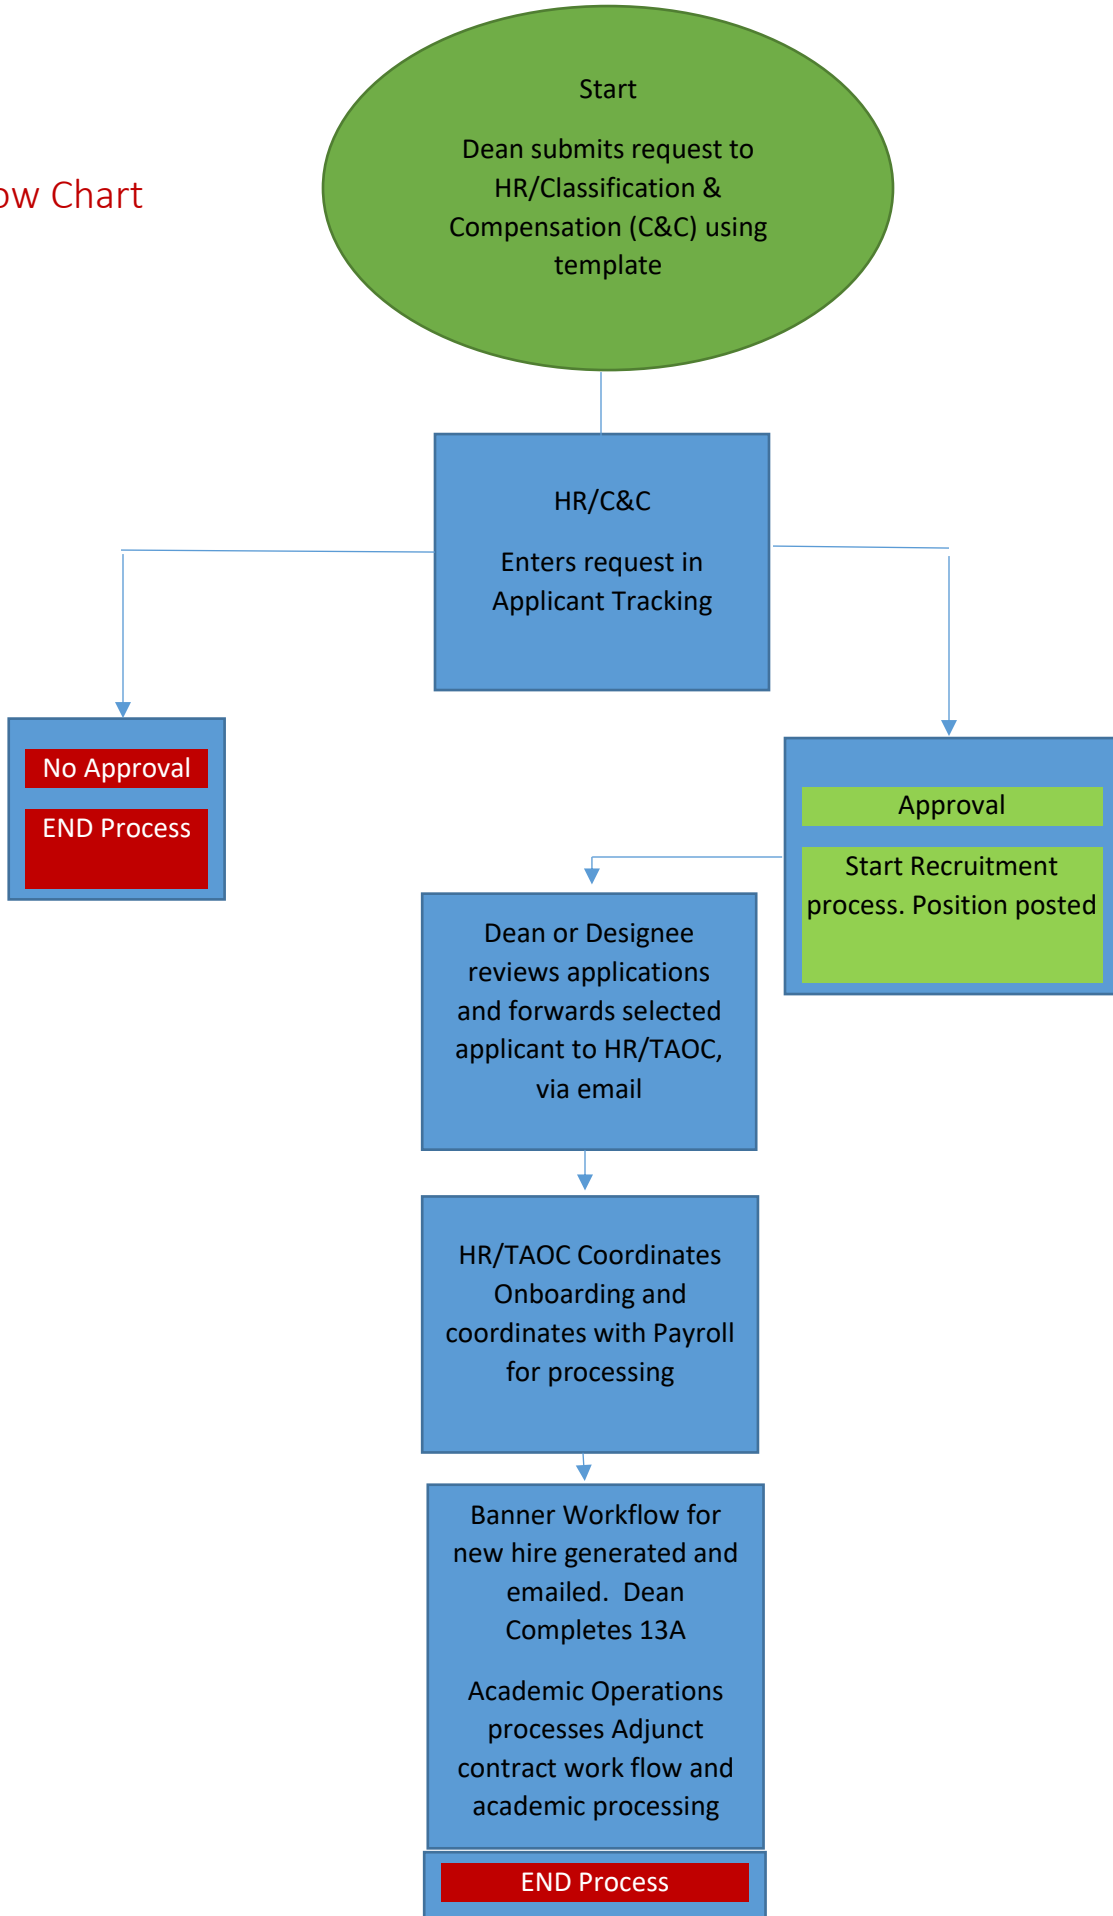 Start
Dean submits request to
HR/Classification &
Compensation (C&C) using
template
ow Chart
HR/C&C
Enters request in
Applicant Tracking
No Approval
END Process
Approval
Start Recruitment
process. Position posted
Dean or Designee
reviews applications
and forwards selected
applicant to HR/TAOC,
via email
HR/TAOC Coordinates
Onboarding and
coordinates with Payroll
for processing
Banner Workflow for
new hire generated and
emailed.  Dean
Completes 13A
Academic Operations
processes Adjunct
contract work flow and
academic processing
END Process